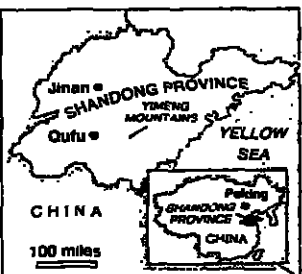 Jinan
SHANDONG PROVINCE
YIMENG
MOUNTAINS
Qufu
YELLOW
SEA
CHINA
100 miles
Peking
SHANDONG
PROVINCE
CHINA